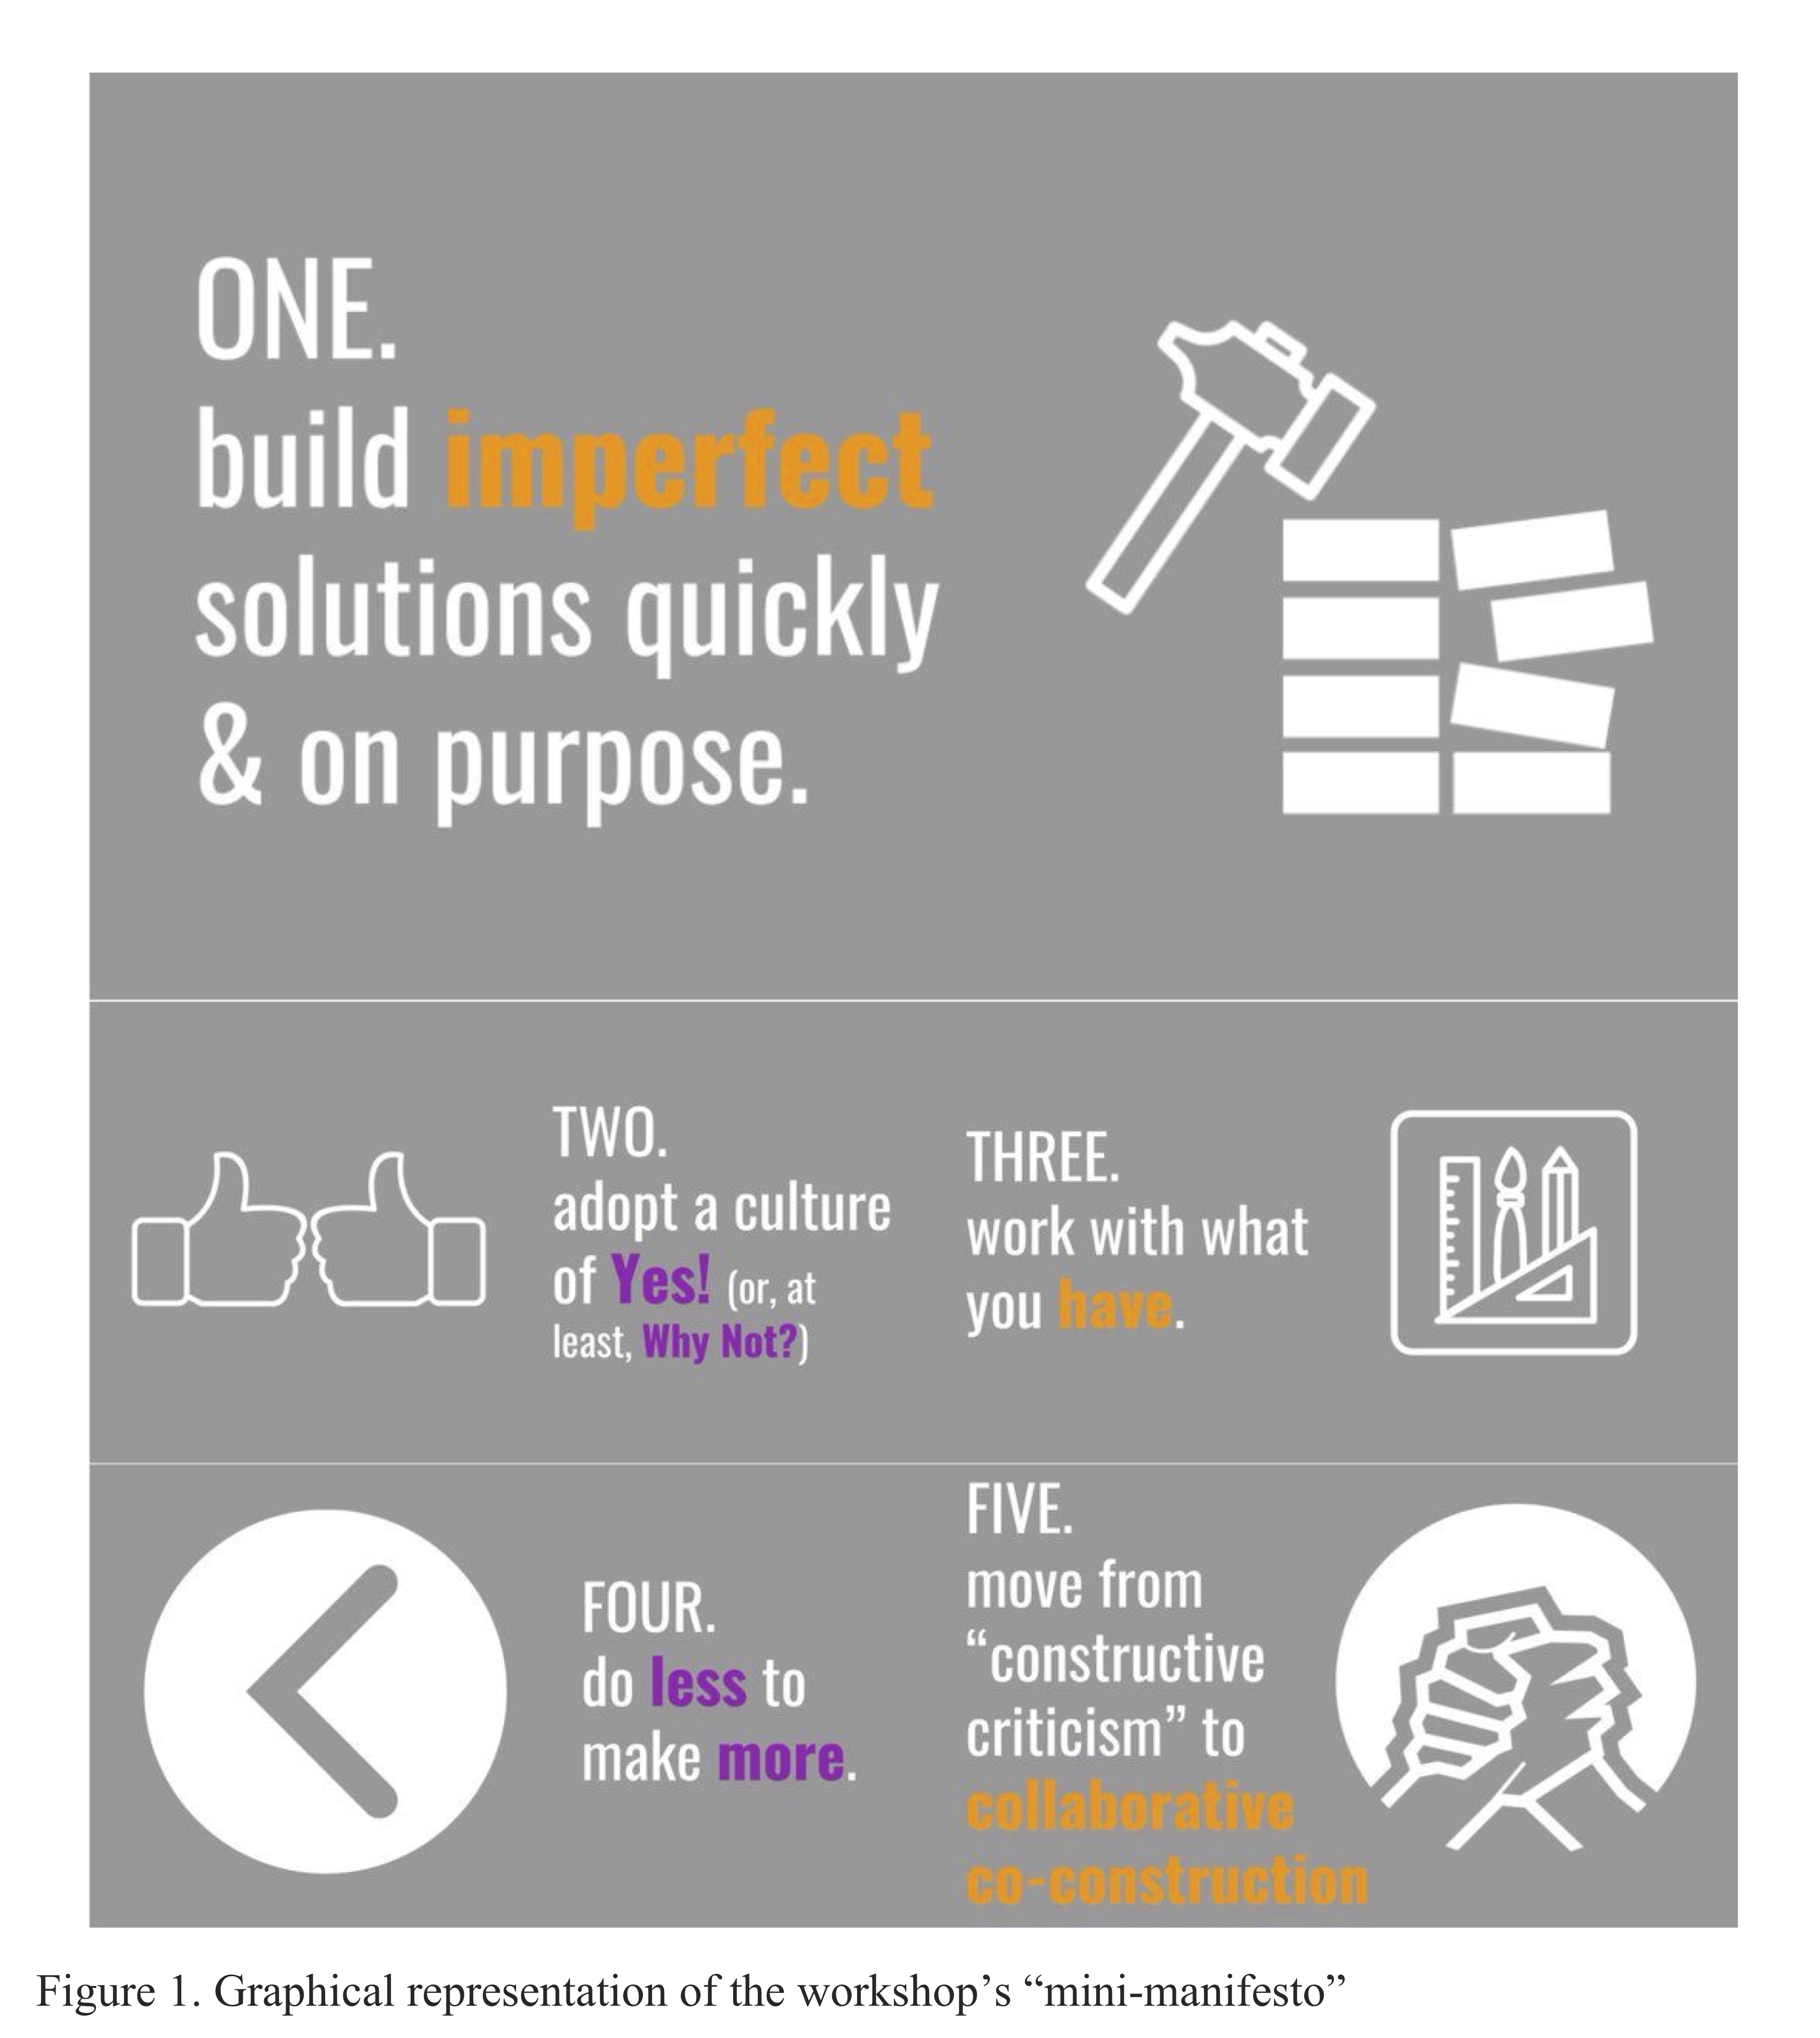 ONE.
build imperfect
solutions quickly
& on purpose.
TWO.
adopt a culture
of Yes! (or, at
least, Why Not?)
THREE.
work with what
you have.
FOUR.
do less to
make more.
FIVE.
move from
“constructive
criticism” to
collaborative
co-construction
Figure 1. Graphical representation of the workshop’s “mini-manifesto”